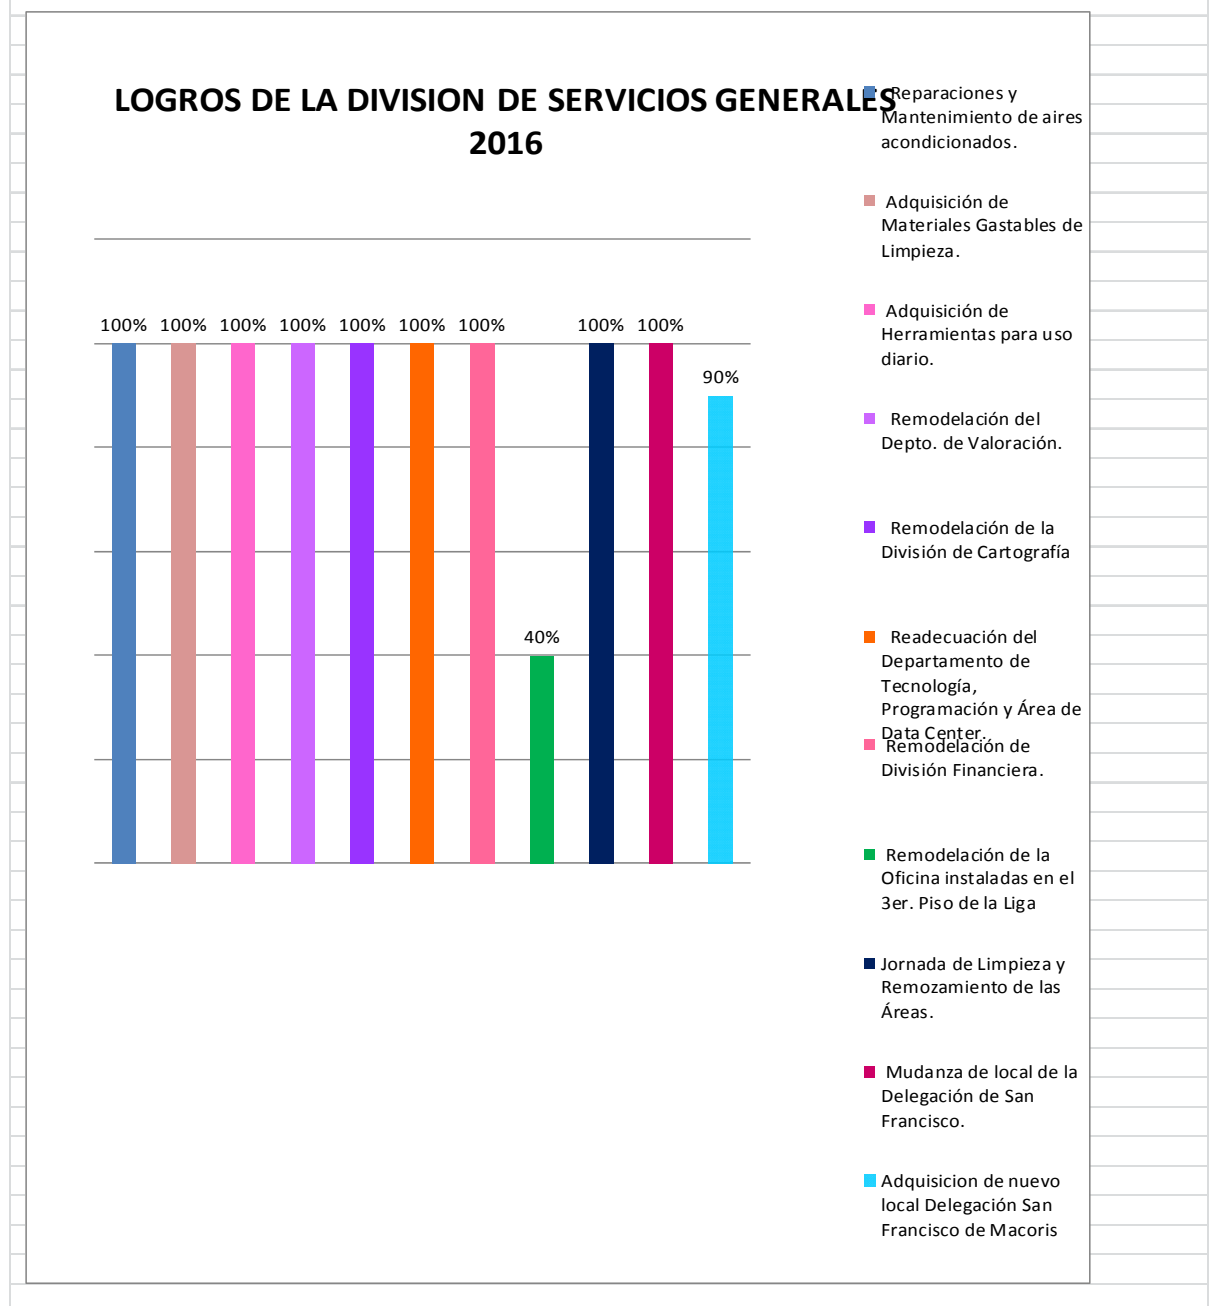 LOGROS DE LA DIVISION DE SERVICIOS GENERALES
2016
100% 100% 100% 100% 100% 100% 100% 100% 100%
90%
40%
Reparaciones y
Mantenimiento de aires
acondicionados.
Adquisición de
Materiales Gastables de
Limpieza.
Adquisición de
Herramientas para uso
diario.
Remodelación del
Depto. de Valoración.
Remodelación de la
División de Cartografía
Readecuación del
Departamento de
Tecnología,
Programación y Área de
Data Center.
Remodelación de
División Financiera.
Remodelación de la
Oficina instaladas en el
3er. Piso de la Liga
Jornada de Limpieza y
Remozamiento de las
Áreas.
Mudanza de local de la
Delegación de San
Francisco.
Adquisicion de nuevo
local Delegación San
Francisco de Macoris